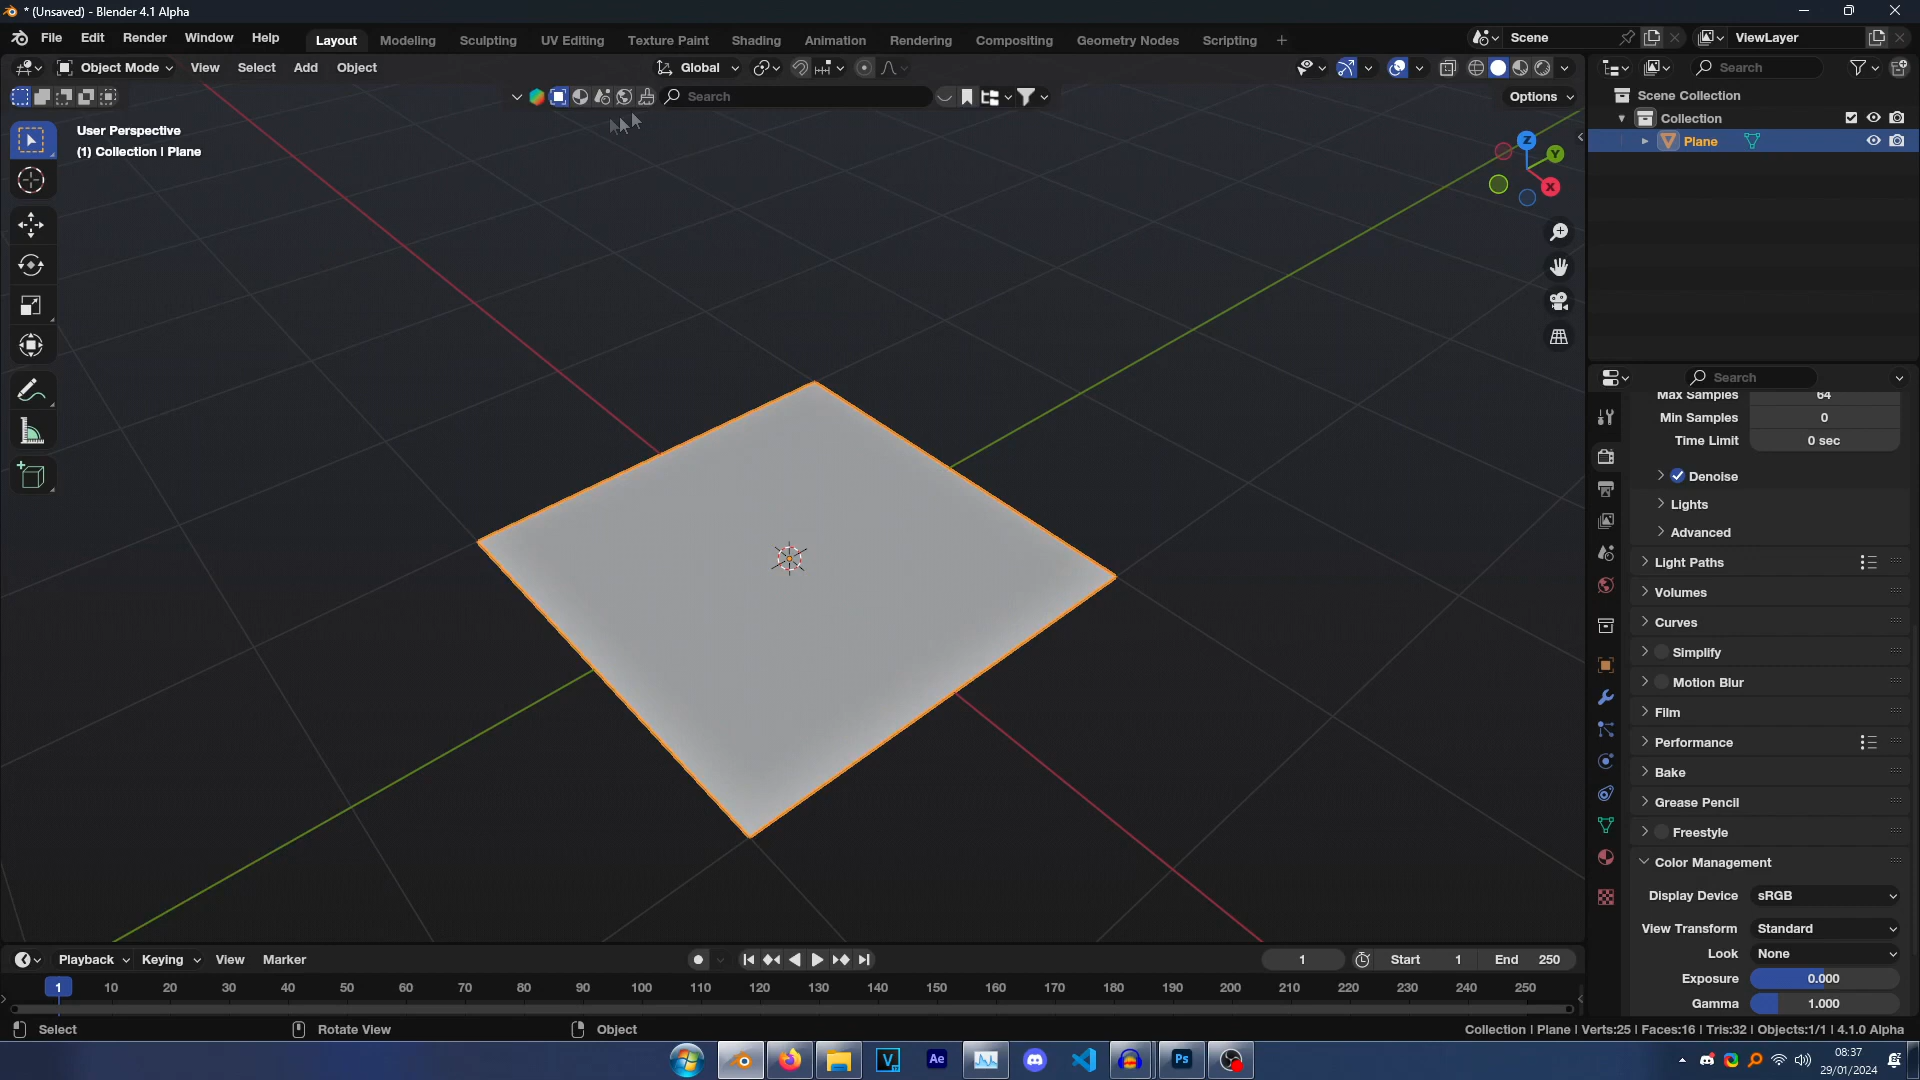 * (Unsaved) - Blender 4.1 Alpha
File Edit Render Window Help
Layout Modeling Sculpting UV Editing Texture Paint Shading Animation Rendering Compositing Geometry Nodes Scripting +
Scene
ViewLayer
Object Mode View Select Add Object
Global
Search
Search
Options
User Perspective
(1) Collection | Plane
Z
Y
X
Scene Collection
Collection
Plane
Search
Max Samples 64
Min Samples 0
Time Limit 0 sec
Denoise
Lights
Advanced
Light Paths
Volumes
Curves
Simplify
Motion Blur
Film
Performance
Bake
Grease Pencil
Freestyle
Color Management
Display Device sRGB
View Transform Standard
Look None
Exposure 0.000
Gamma 1.000
Playback Keying View Marker
1 Start 1 End 250
1 10 20 30 40 50 60 70 80 90 100 110 120 130 140 150 160 170 180 190 200 210 220 230 240 250
Select Rotate View Object
Collection | Plane | Verts:25 | Faces:16 | Tris:32 | Objects:1/1 | 4.1.0 Alpha
V
Ae
Ps
08:37
29/01/2024